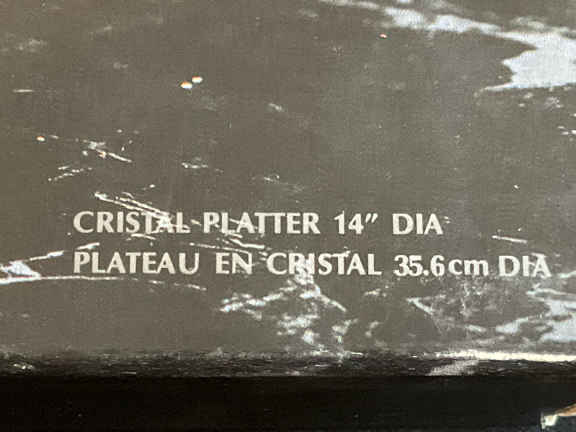 CRISTAL PLATTER 14" DIA
PLATEAU EN CRISTAL 35.6cm DIA